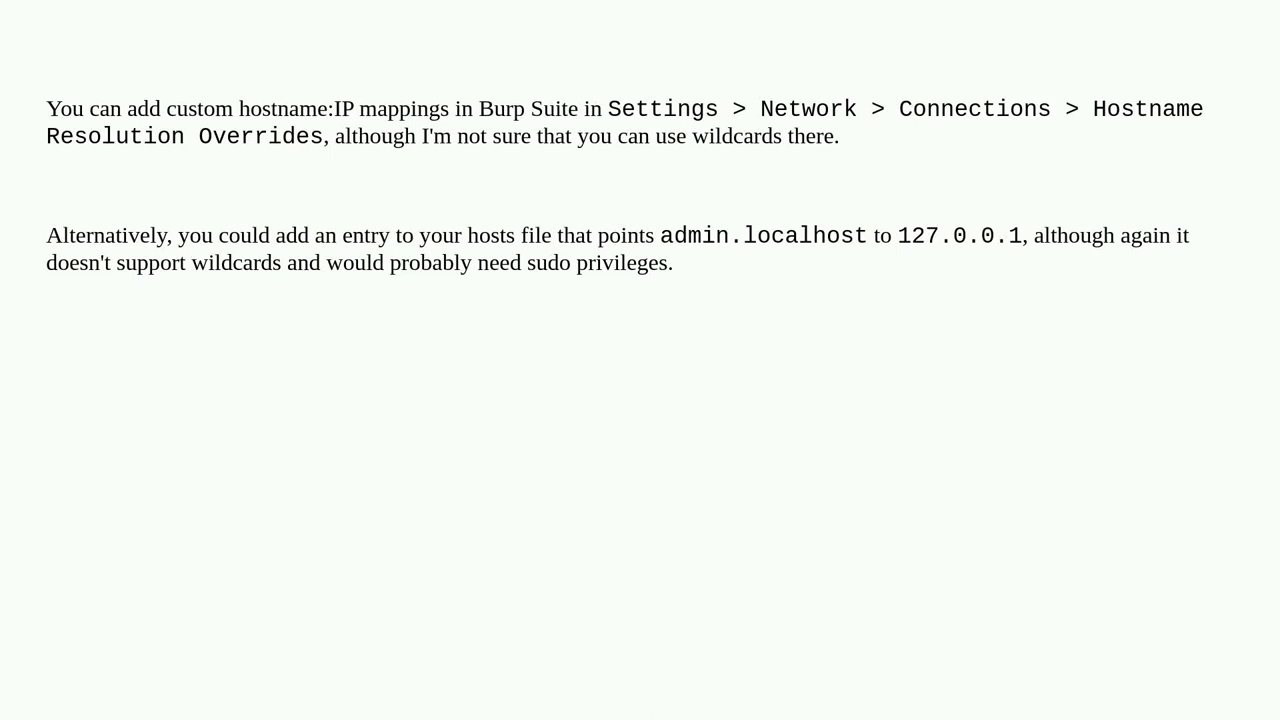 You can add custom hostname:IP mappings in Burp Suite in Settings > Network > Connections > Hostname
Resolution Overrides, although I'm not sure that you can use wildcards there.
Alternatively, you could add an entry to your hosts file that points admin.localhost to 127.0.0.1, although again it
doesn't support wildcards and would probably need sudo privileges.